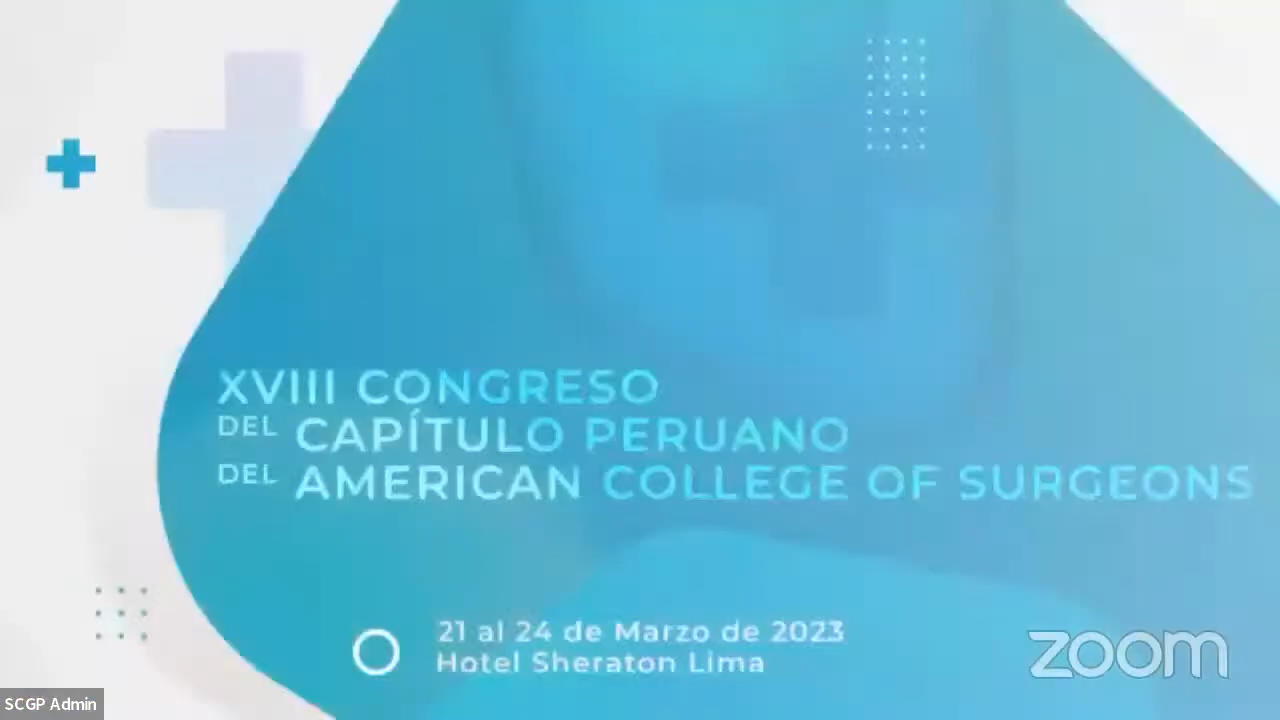 XVIII CONGRESO
DEL CAPÍTULO PERUANO
DEL AMERICAN COLLEGE OF SURGEONS
21 al 24 de Marzo de 2023
Hotel Sheraton Lima
zoom
SCGP Admin